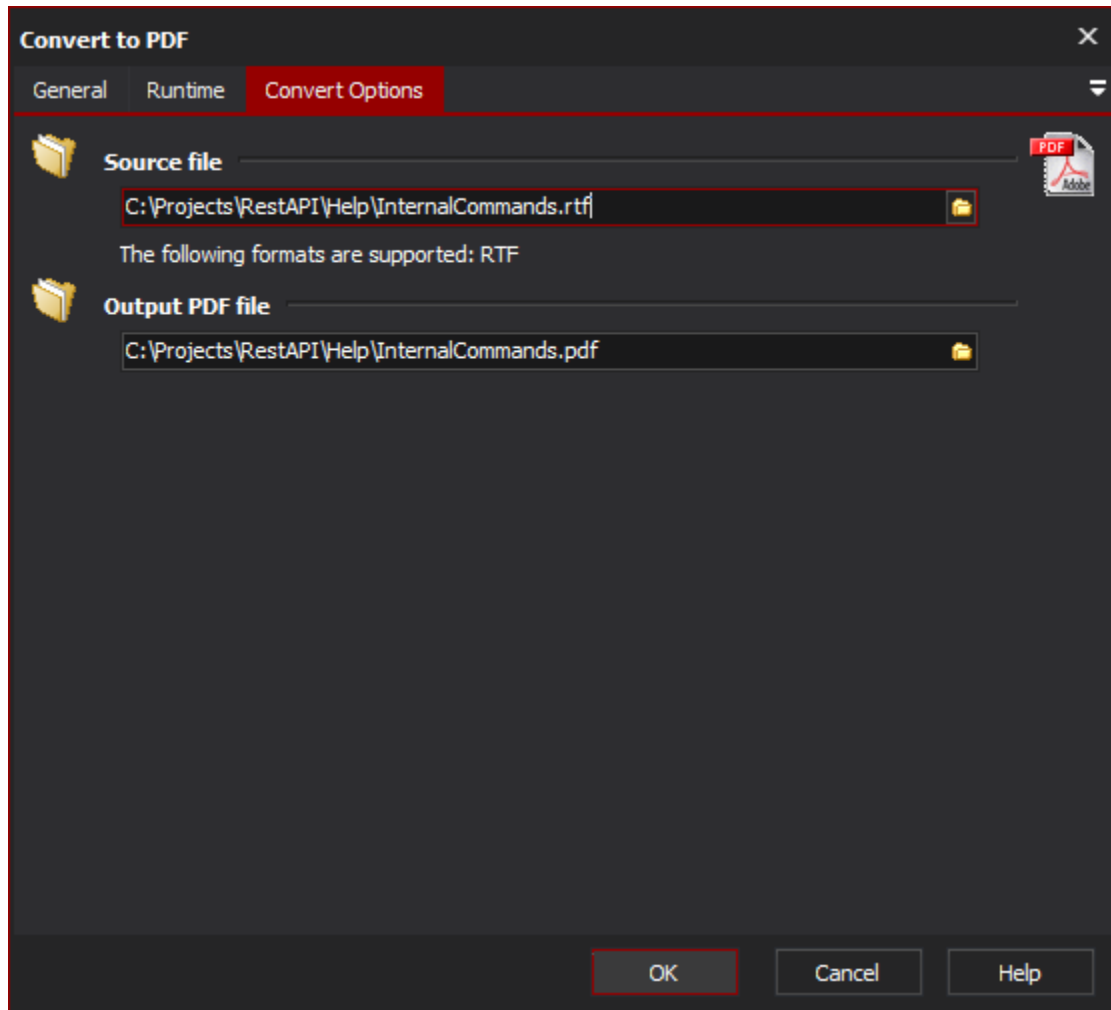 Convert to PDF
General Runtime Convert Options
Source file
PDF
Adobe
C:\Projects\RestAPI\Help\InternalCommands.rtf
The following formats are supported: RTF
Output PDF file
C:\Projects\RestAPI\Help\InternalCommands.pdf
OK Cancel Help